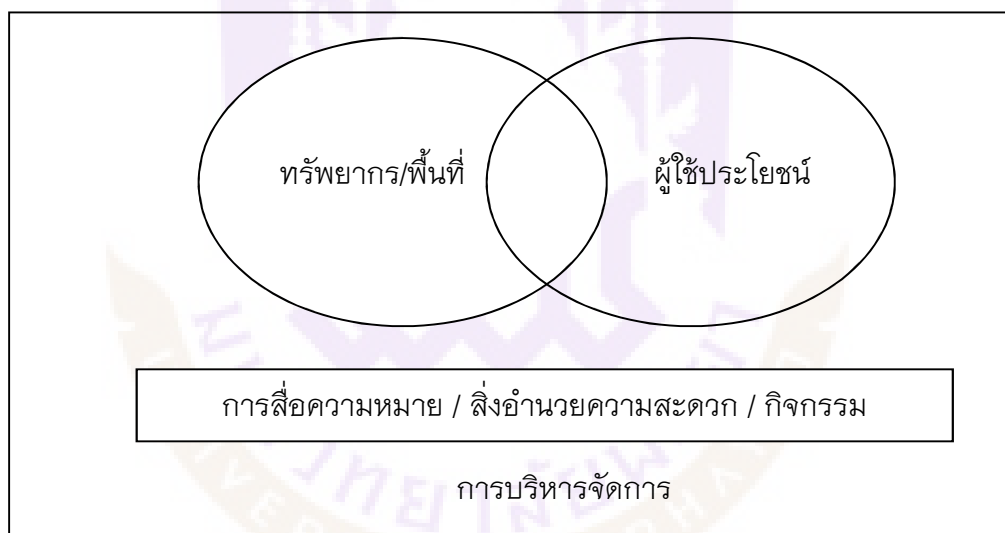 ทรัพยากร/พื้นที่ ผู้ใช้ประโยชน์
การสื่อความหมาย / สิ่งอำนวยความสะดวก / กิจกรรม
การบริหารจัดการ